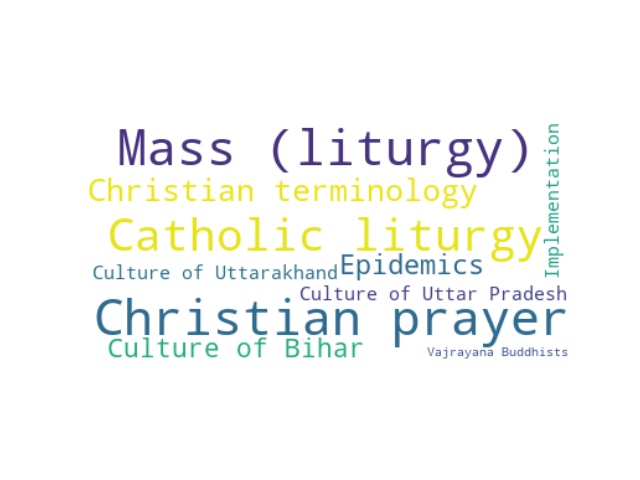 Mass (liturgy)
Implementation
Christian terminology
Catholic liturgy
Epidemics
Culture of Uttarakhand
Culture of Uttar Pradesh
Christian prayer
Culture of Bihar
Vajrayana Buddhists